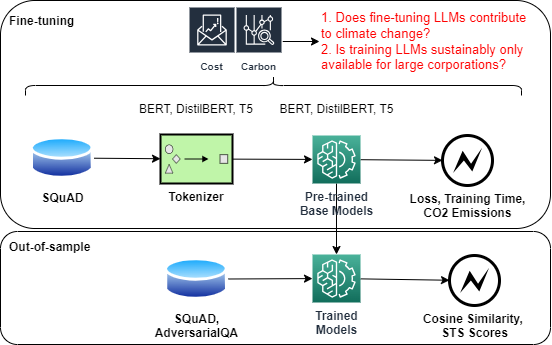 Fine-tuning
1. Does fine-tuning LLMs contribute
to climate change?
2. Is training LLMs sustainably only
available for large corporations?
Cost
Carbon
BERT, DistilBERT, T5
BERT, DistilBERT, T5
SQuAD
Tokenizer
Pre-trained
Base Models
Loss, Training Time,
CO2 Emissions
Out-of-sample
SQuAD,
AdversarialQA
Trained
Models
Cosine Similarity,
STS Scores